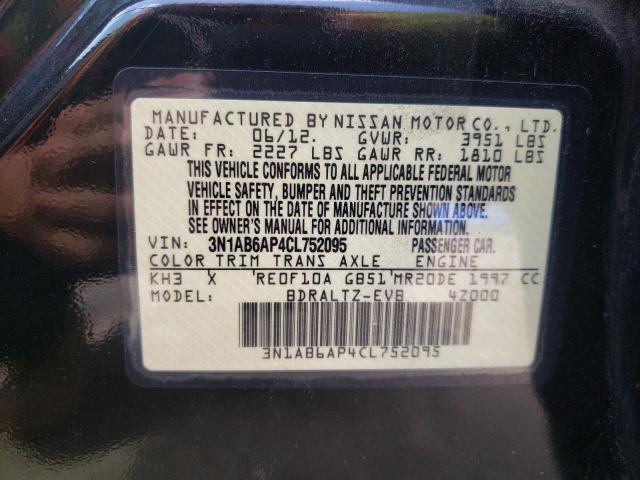 MANUFACTURED BY NISSAN MOTOR CO., LTD.
DATE: 06/12. GVWR: 3951 LBS
GAWR FR: 2227 LBS GAWR RR: 1810 LBS
THIS VEHICLE CONFORMS TO ALL APPLICABLE FEDERAL MOTOR
VEHICLE SAFETY, BUMPER AND THEFT PREVENTION STANDARDS
IN EFFECT ON THE DATE OF MANUFACTURE SHOWN ABOVE.
SEE OWNER'S MANUAL FOR ADDITIONAL INFORMATION.
VIN: 3N1AB6AP4CL752095 PASSENGER CAR.
COLOR TRIM TRANS AXLE ENGINE
KH3 X RE0F10A GB51 MR20DE 1997 CC
MODEL: BDRALTZ-EVB 4Z000
3N1AB6AP4CL752095